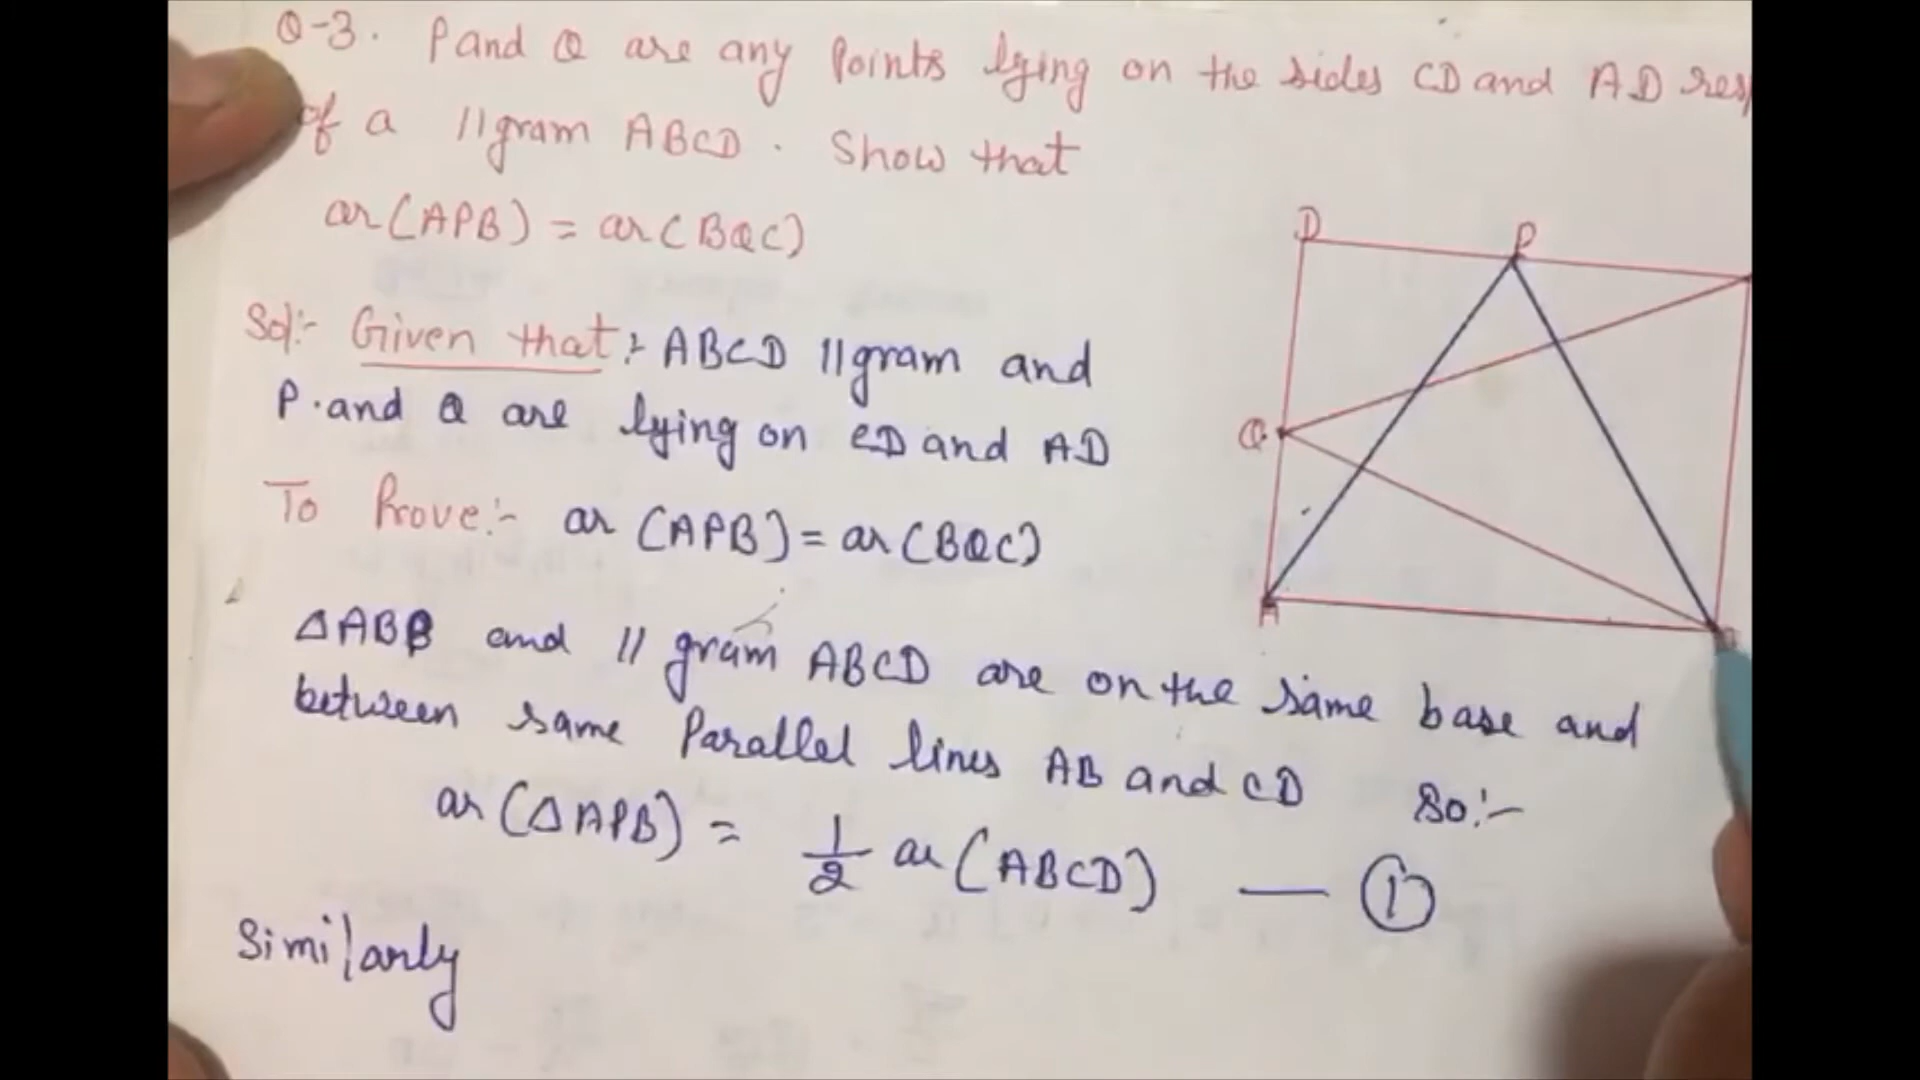 Q-3. P and Q are any Points lying on the sides CD and AD res
of a ||gram ABCD. Show that
ar(APB) = ar(BQC)
Sol:- Given that:- ABCD ||gram and
P.and Q are lying on CD and AD
To Prove:- ar (APB) = ar(BQC)
∆ABB and || gram ABCD are on the same base and
between same Parallel lines AB and CD So:-
ar(∆APB) = 1/2 ar(ABCD) — ①
Similarly
D
P
Q
A